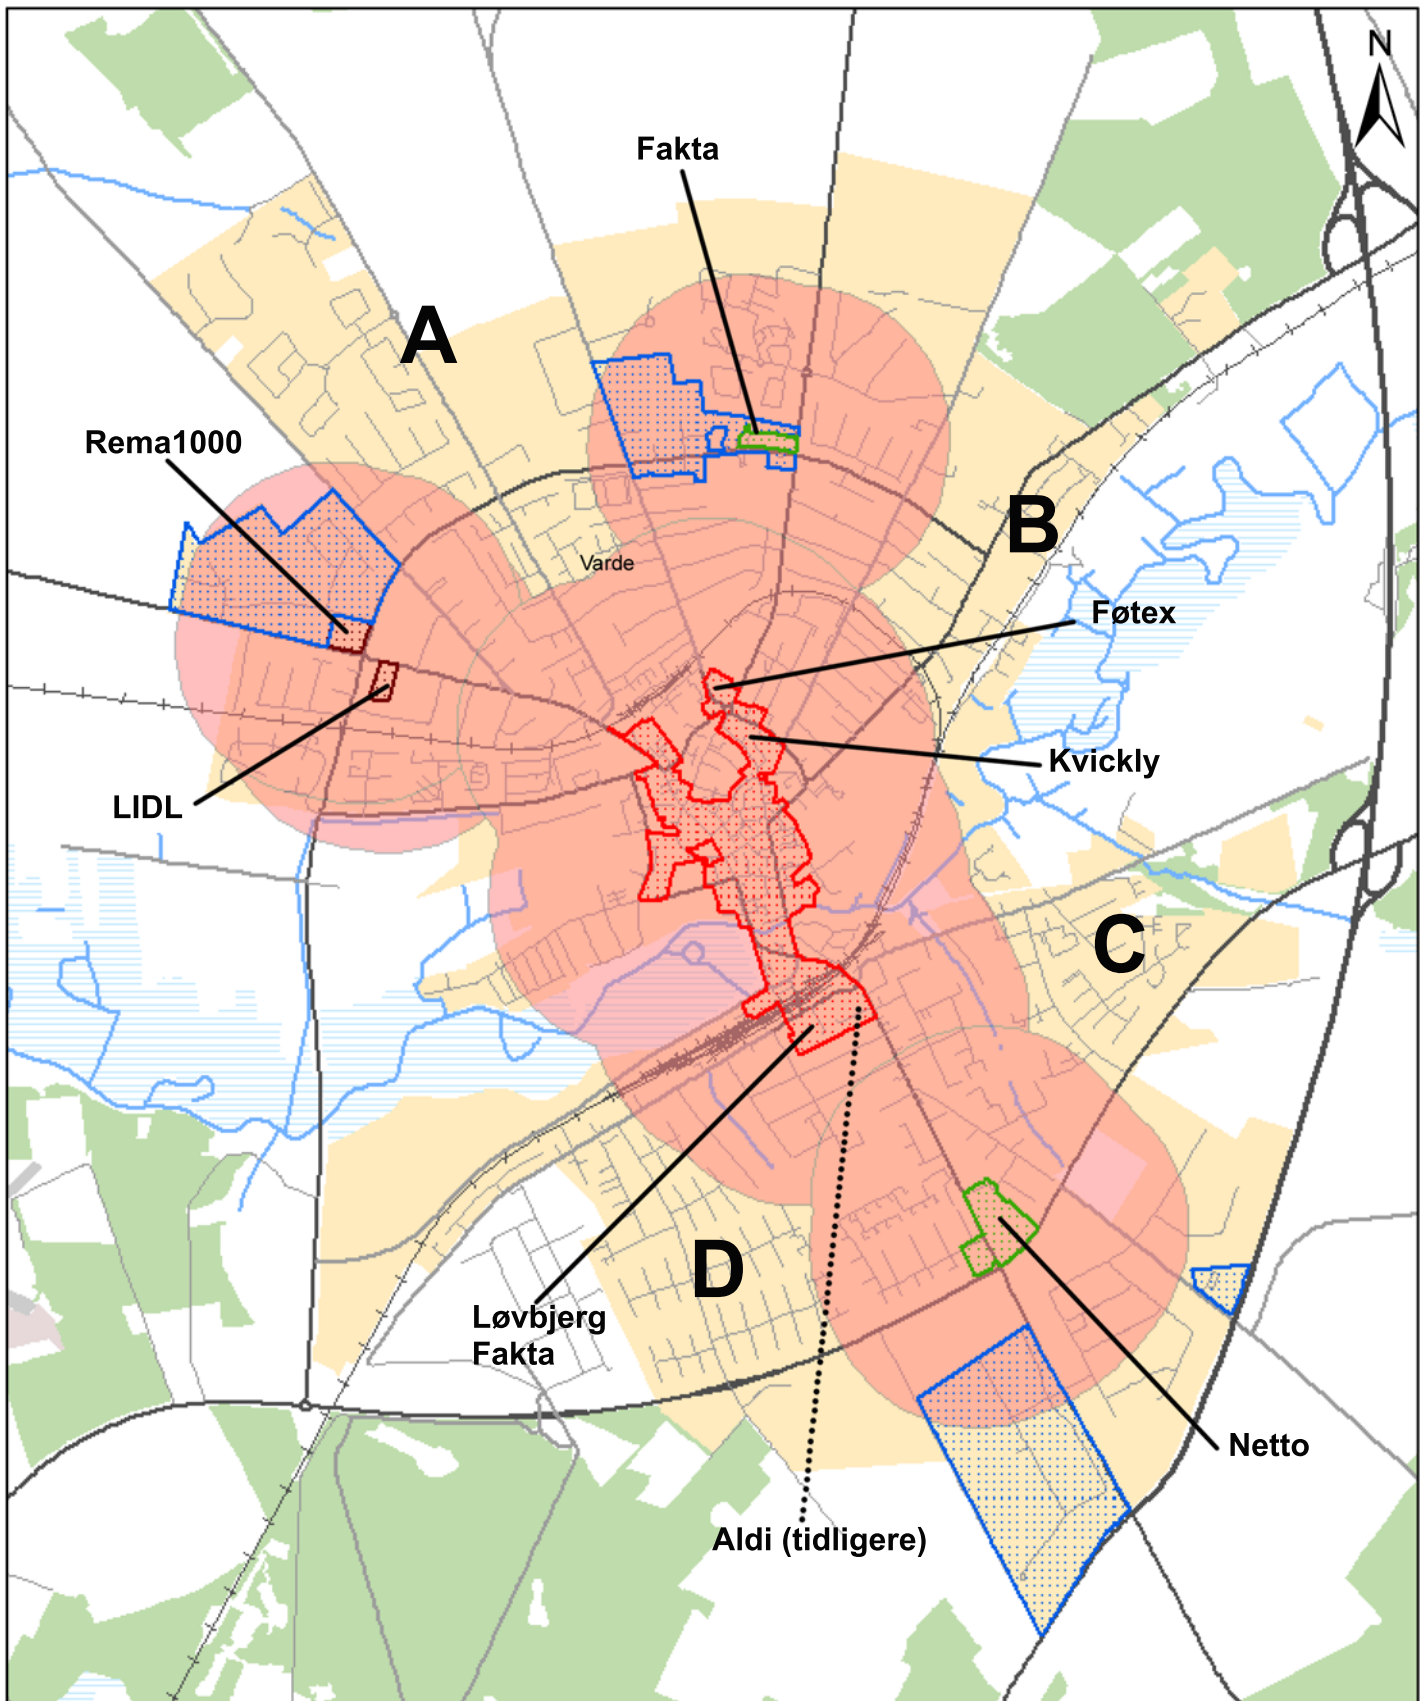 N
Fakta
A
Rema1000
B
Varde
Føtex
Kvickly
LIDL
C
D
Løvbjerg
Fakta
Netto
Aldi (tidligere)